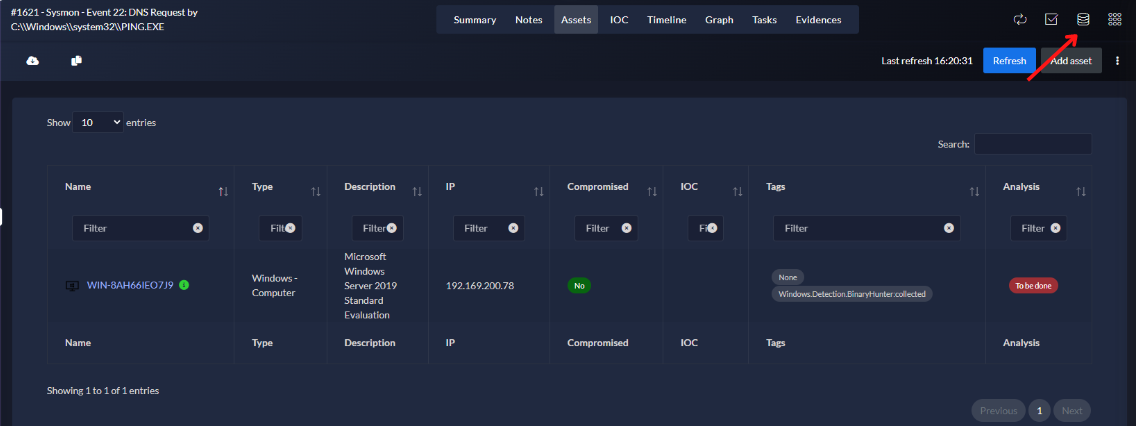 #1621 - Sysmon - Event 22: DNS Request by
C:\\Windows\\system32\\PING.EXE
Summary Notes Assets IOC Timeline Graph Tasks Evidences
Last refresh 16:20:31 Refresh Add asset
Show 10 entries
Search:
Name Type Description IP Compromised IOC Tags Analysis
Filter Filt Filter Filter Filter Fi Filter Filter
WIN-8AH66IEO7J9
Windows -
Computer
Microsoft
Windows
Server 2019
Standard
Evaluation
192.169.200.78
No
None
Windows.Detection.BinaryHunter:collected
To be done
Name Type Description IP Compromised IOC Tags Analysis
Showing 1 to 1 of 1 entries
Previous 1 Next